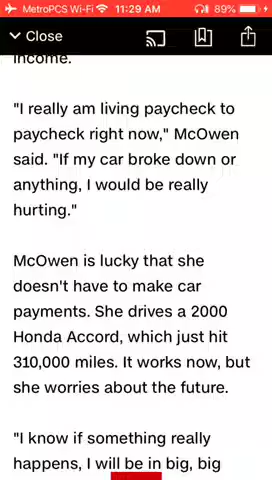 MetroPCS Wi-Fi 11:29 AM 89%
Close
income.
"I really am living paycheck to
paycheck right now," McOwen
said. "If my car broke down or
anything, I would be really
hurting."
McOwen is lucky that she
doesn't have to make car
payments. She drives a 2000
Honda Accord, which just hit
310,000 miles. It works now, but
she worries about the future.
"I know if something really
happens, I will be in big, big